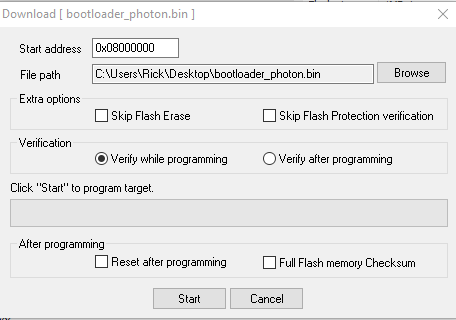 Download [ bootloader_photon.bin ]
Start address 0x08000000
File path C:\Users\Rick\Desktop\bootloader_photon.bin Browse
Extra options
Skip Flash Erase Skip Flash Protection verification
Verification
Verify while programming Verify after programming
Click "Start" to program target.
After programming
Reset after programming Full Flash memory Checksum
Start Cancel